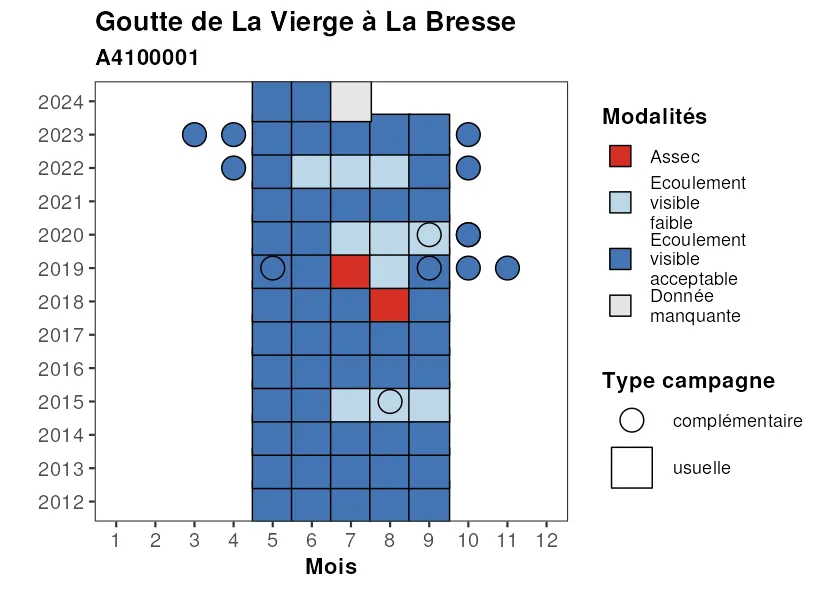 Goutte de La Vierge à La Bresse
A4100001
2024
2023
2022
2021
2020
2019
2018
2017
2016
2015
2014
2013
2012
1 2 3 4 5 6 7 8 9 10 11 12
Mois
Modalités
Assec
Ecoulement
visible
faible
Ecoulement
visible
acceptable
Donnée
manquante
Type campagne
complémentaire
usuelle